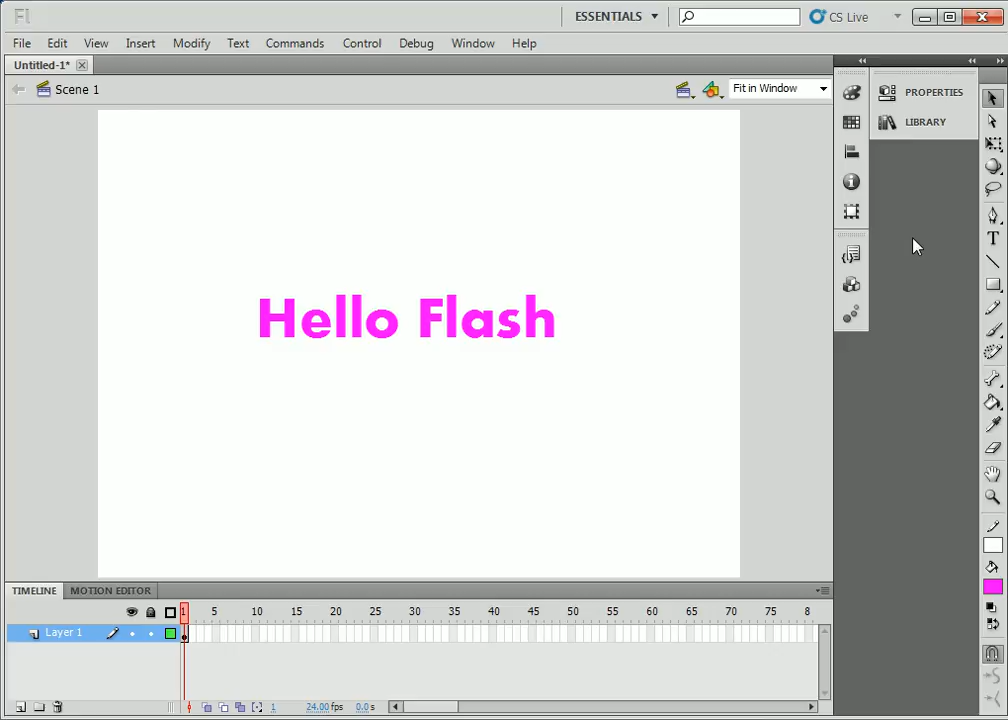 Fl ESSENTIALS CS Live
File Edit View Insert Modify Text Commands Control Debug Window Help
Untitled-1*
Scene 1 Fit in Window
PROPERTIES
LIBRARY
T
Hello Flash
TIMELINE MOTION EDITOR
1 5 10 15 20 25 30 35 40 45 50 55 60 65 70 75 8
Layer 1
1 24.00 fps 0.0 s